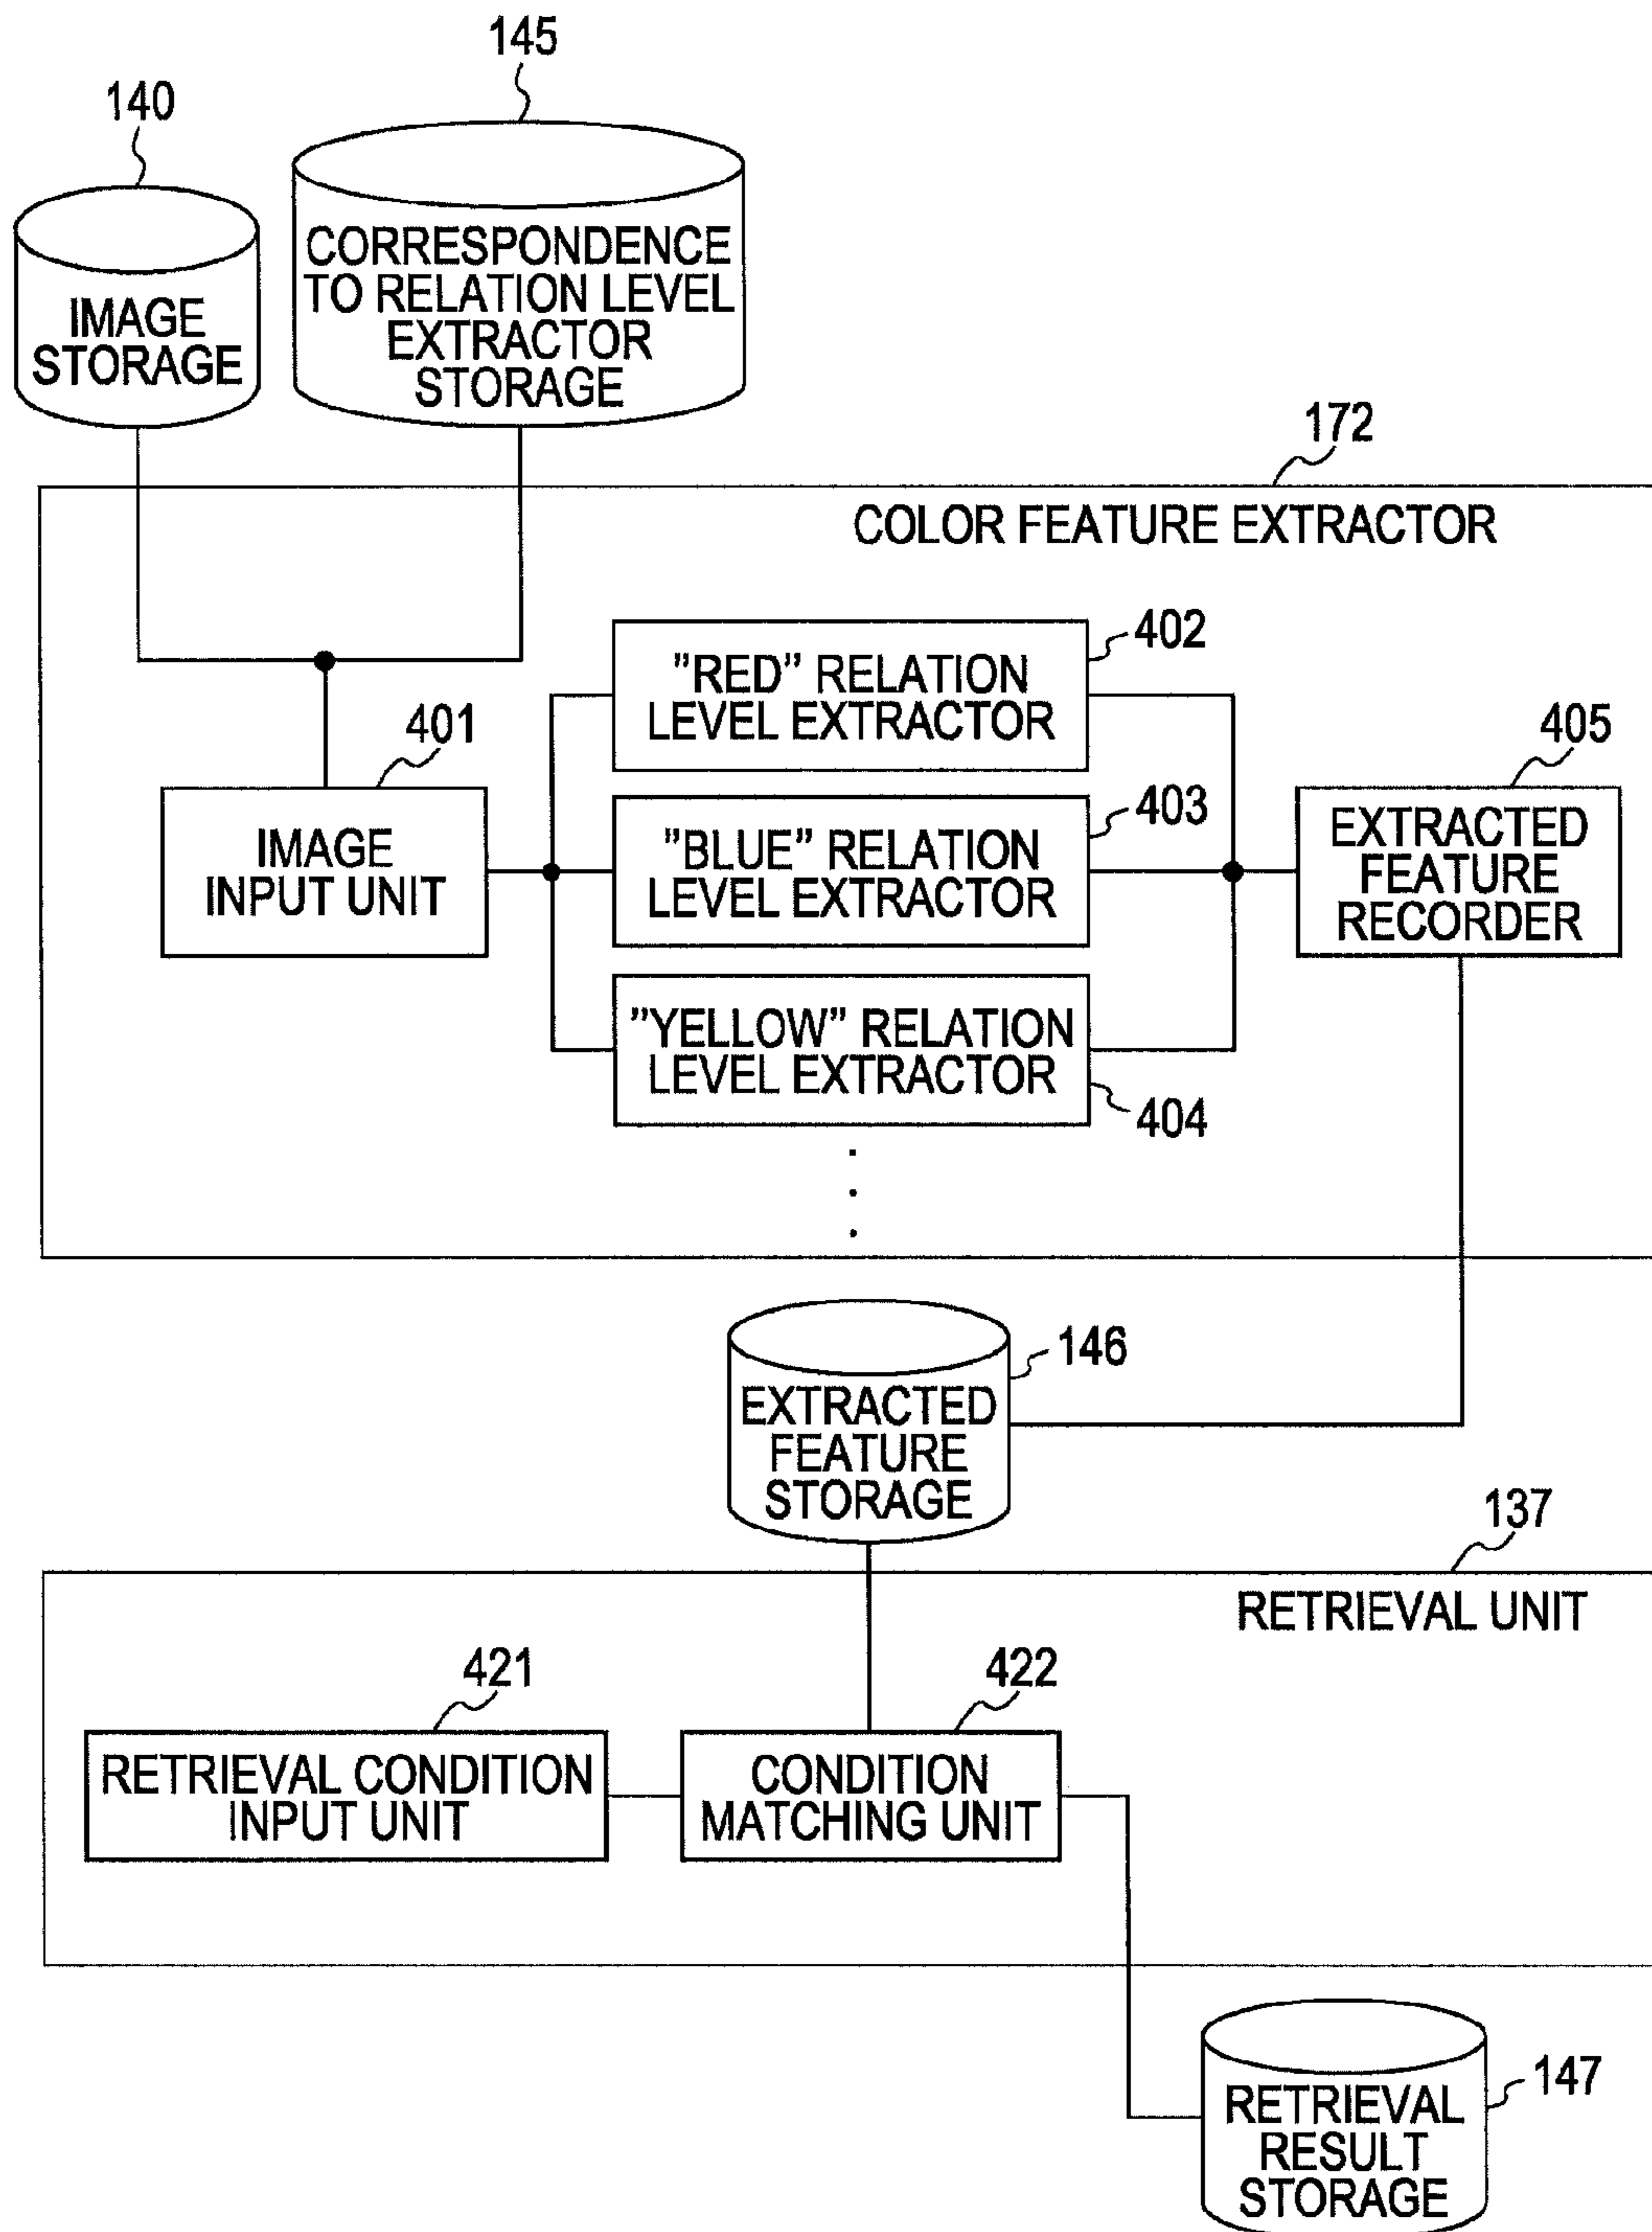 145
140
CORRESPONDENCE
TO RELATION LEVEL
EXTRACTOR
STORAGE
IMAGE
STORAGE
172
COLOR FEATURE EXTRACTOR
402
"RED" RELATION
LEVEL EXTRACTOR
401
IMAGE
INPUT UNIT
403
"BLUE" RELATION
LEVEL EXTRACTOR
405
EXTRACTED
FEATURE
RECORDER
"YELLOW" RELATION
LEVEL EXTRACTOR
404
146
EXTRACTED
FEATURE
STORAGE
137
RETRIEVAL UNIT
421
RETRIEVAL CONDITION
INPUT UNIT
422
CONDITION
MATCHING UNIT
147
RETRIEVAL
RESULT
STORAGE